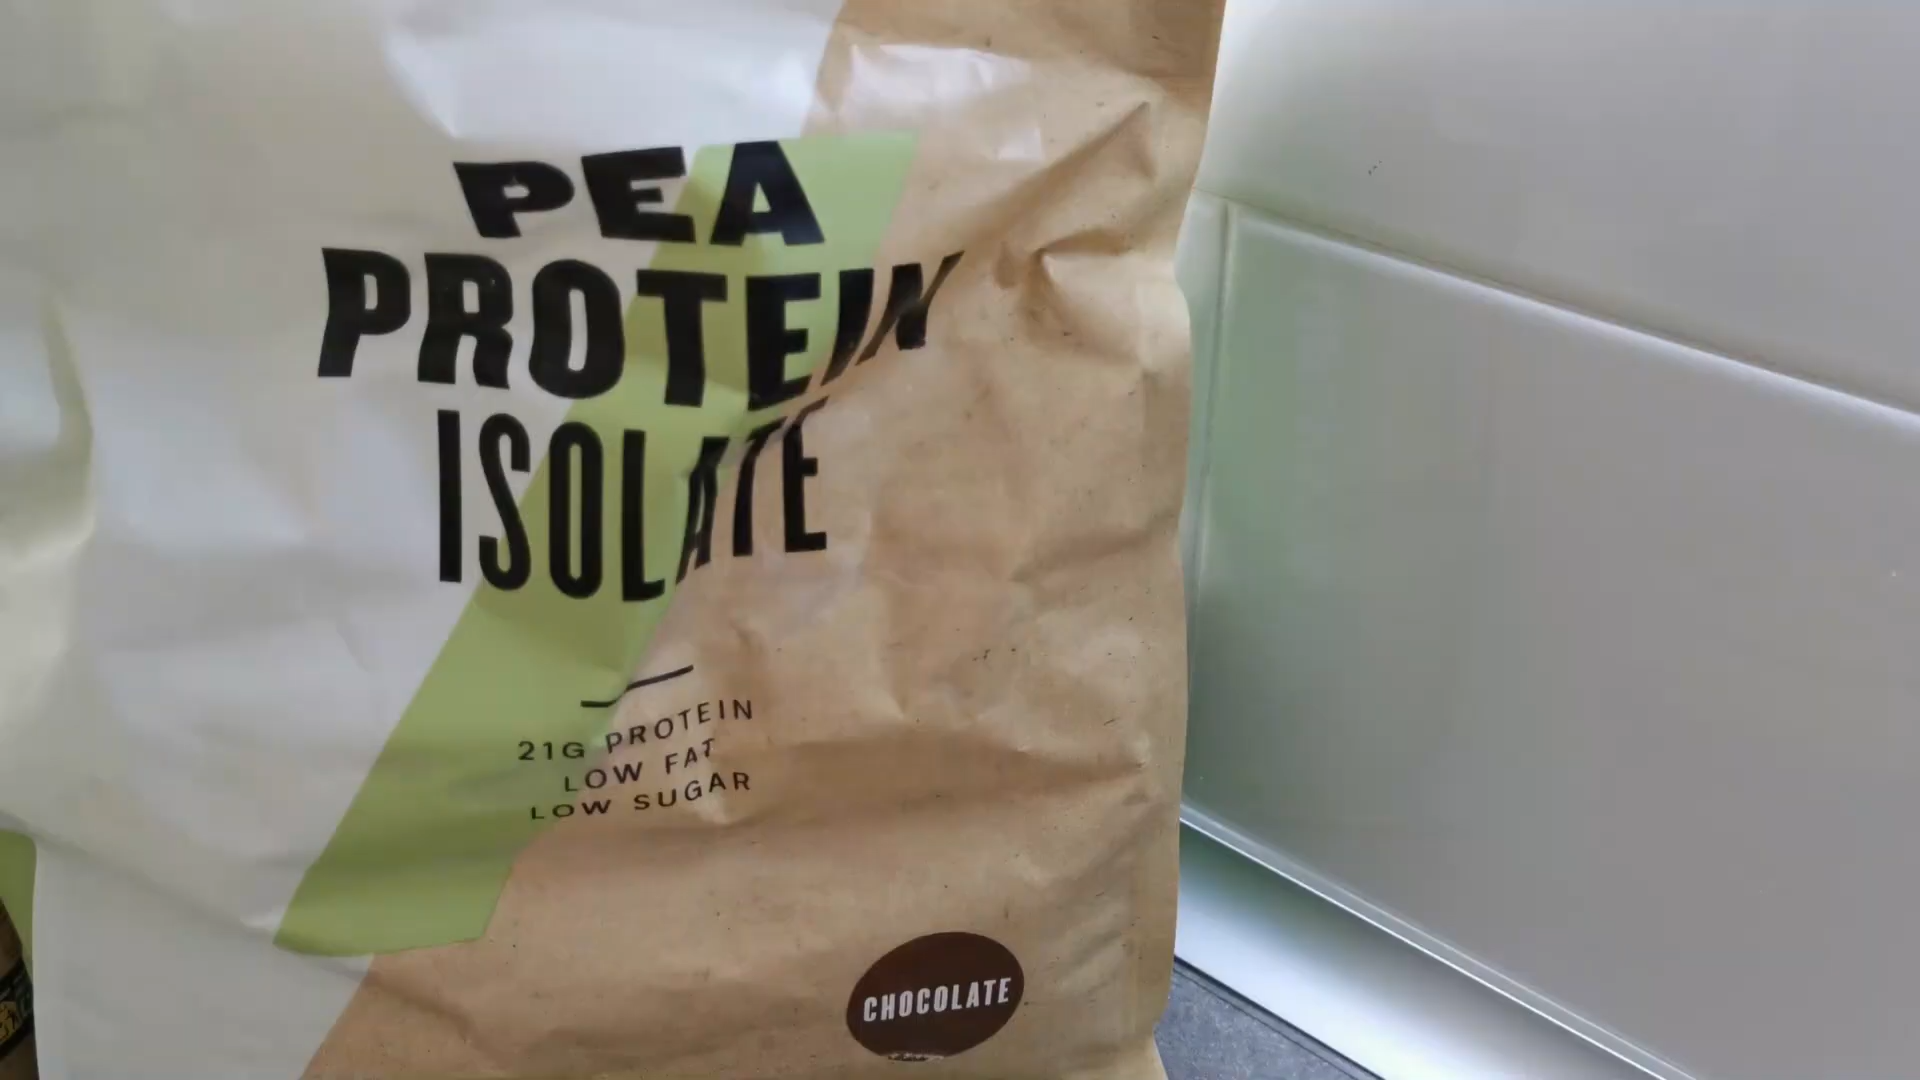 PEA
PROTEIN
ISOLATE
21G PROTEIN
LOW FAT
LOW SUGAR
CHOCOLATE